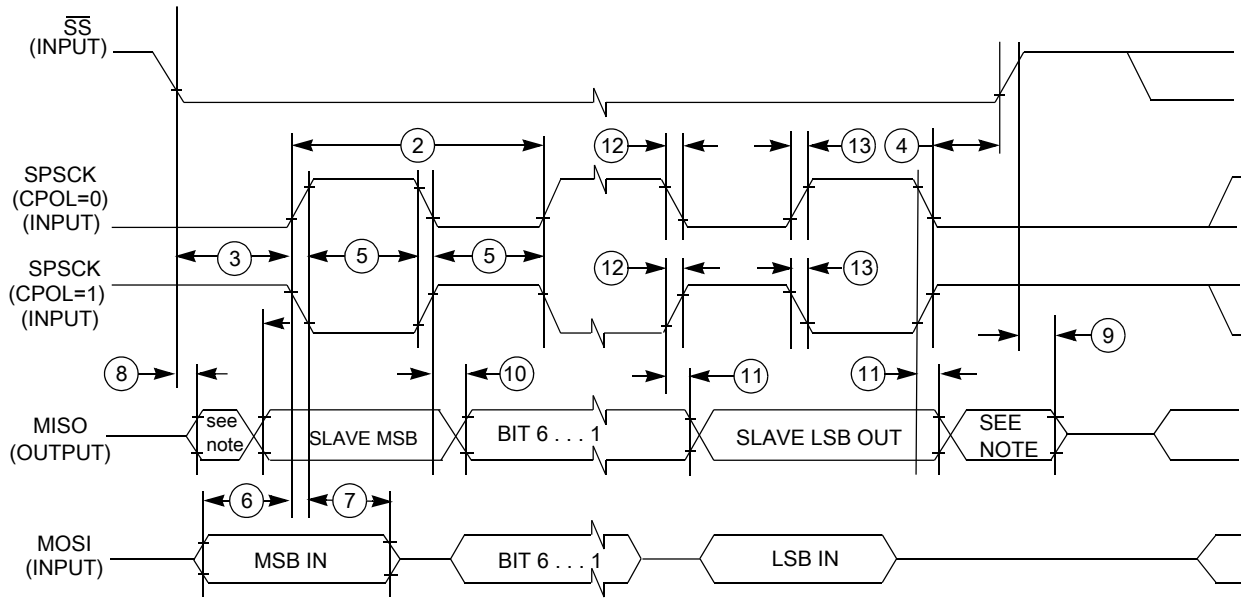 SS
(INPUT)
2
12
13
4
SPSCK
(CPOL=0)
(INPUT)
3
5
5
SPSCK
(CPOL=1)
(INPUT)
12
13
8
10
11
11
9
MISO
(OUTPUT)
see
note
SLAVE MSB
BIT 6 . . . 1
SLAVE LSB OUT
SEE
NOTE
6
7
MOSI
(INPUT)
MSB IN
BIT 6 . . . 1
LSB IN